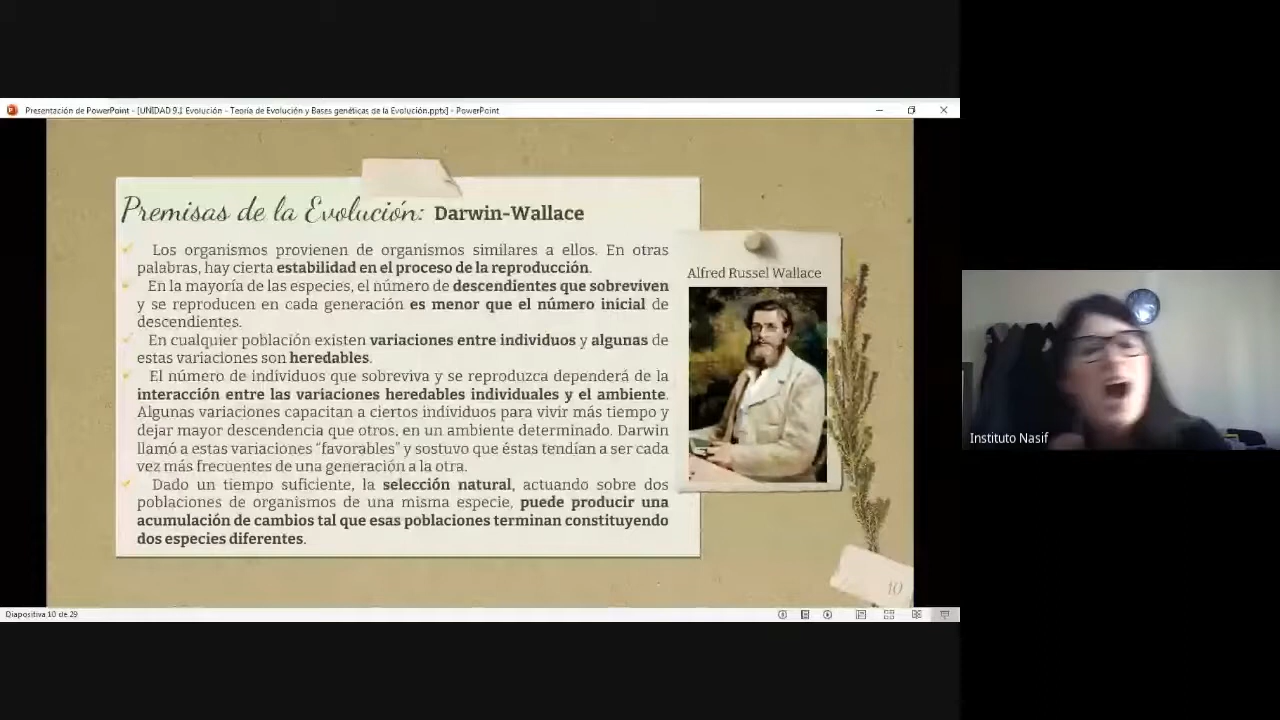 Presentación de PowerPoint - [UNIDAD 9.] Evolución - Teoría de Evolución y Bases genéticas de la Evolución.pptx] - PowerPoint
Premisas de la Evolución: Darwin-Wallace
Los organismos provienen de organismos similares a ellos. En otras
palabras, hay cierta estabilidad en el proceso de la reproducción.
En la mayoría de las especies, el número de descendientes que sobreviven
y se reproducen en cada generación es menor que el número inicial de
descendientes.
En cualquier población existen variaciones entre individuos y algunas de
estas variaciones son heredables.
El número de individuos que sobreviva y se reproduzca dependerá de la
interacción entre las variaciones heredables individuales y el ambiente.
Algunas variaciones capacitan a ciertos individuos para vivir más tiempo y
dejar mayor descendencia que otros, en un ambiente determinado. Darwin
llamó a estas variaciones “favorables” y sostuvo que éstas tendían a ser cada
vez más frecuentes de una generación a la otra.
Dado un tiempo suficiente, la selección natural, actuando sobre dos
poblaciones de organismos de una misma especie, puede producir una
acumulación de cambios tal que esas poblaciones terminan constituyendo
dos especies diferentes.
Alfred Russel Wallace
10
Diapositiva 10 de 29
Instituto Nasif